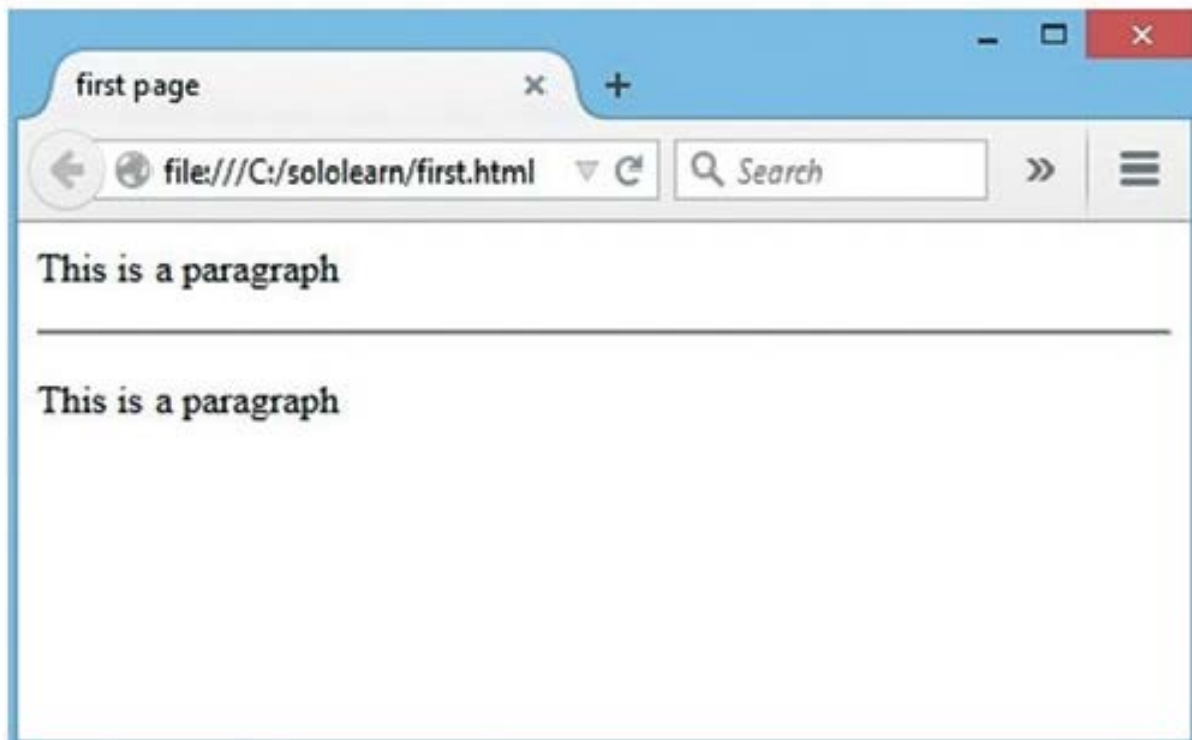 first page
file:///C:/sololearn/first.html
Search
This is a paragraph
This is a paragraph